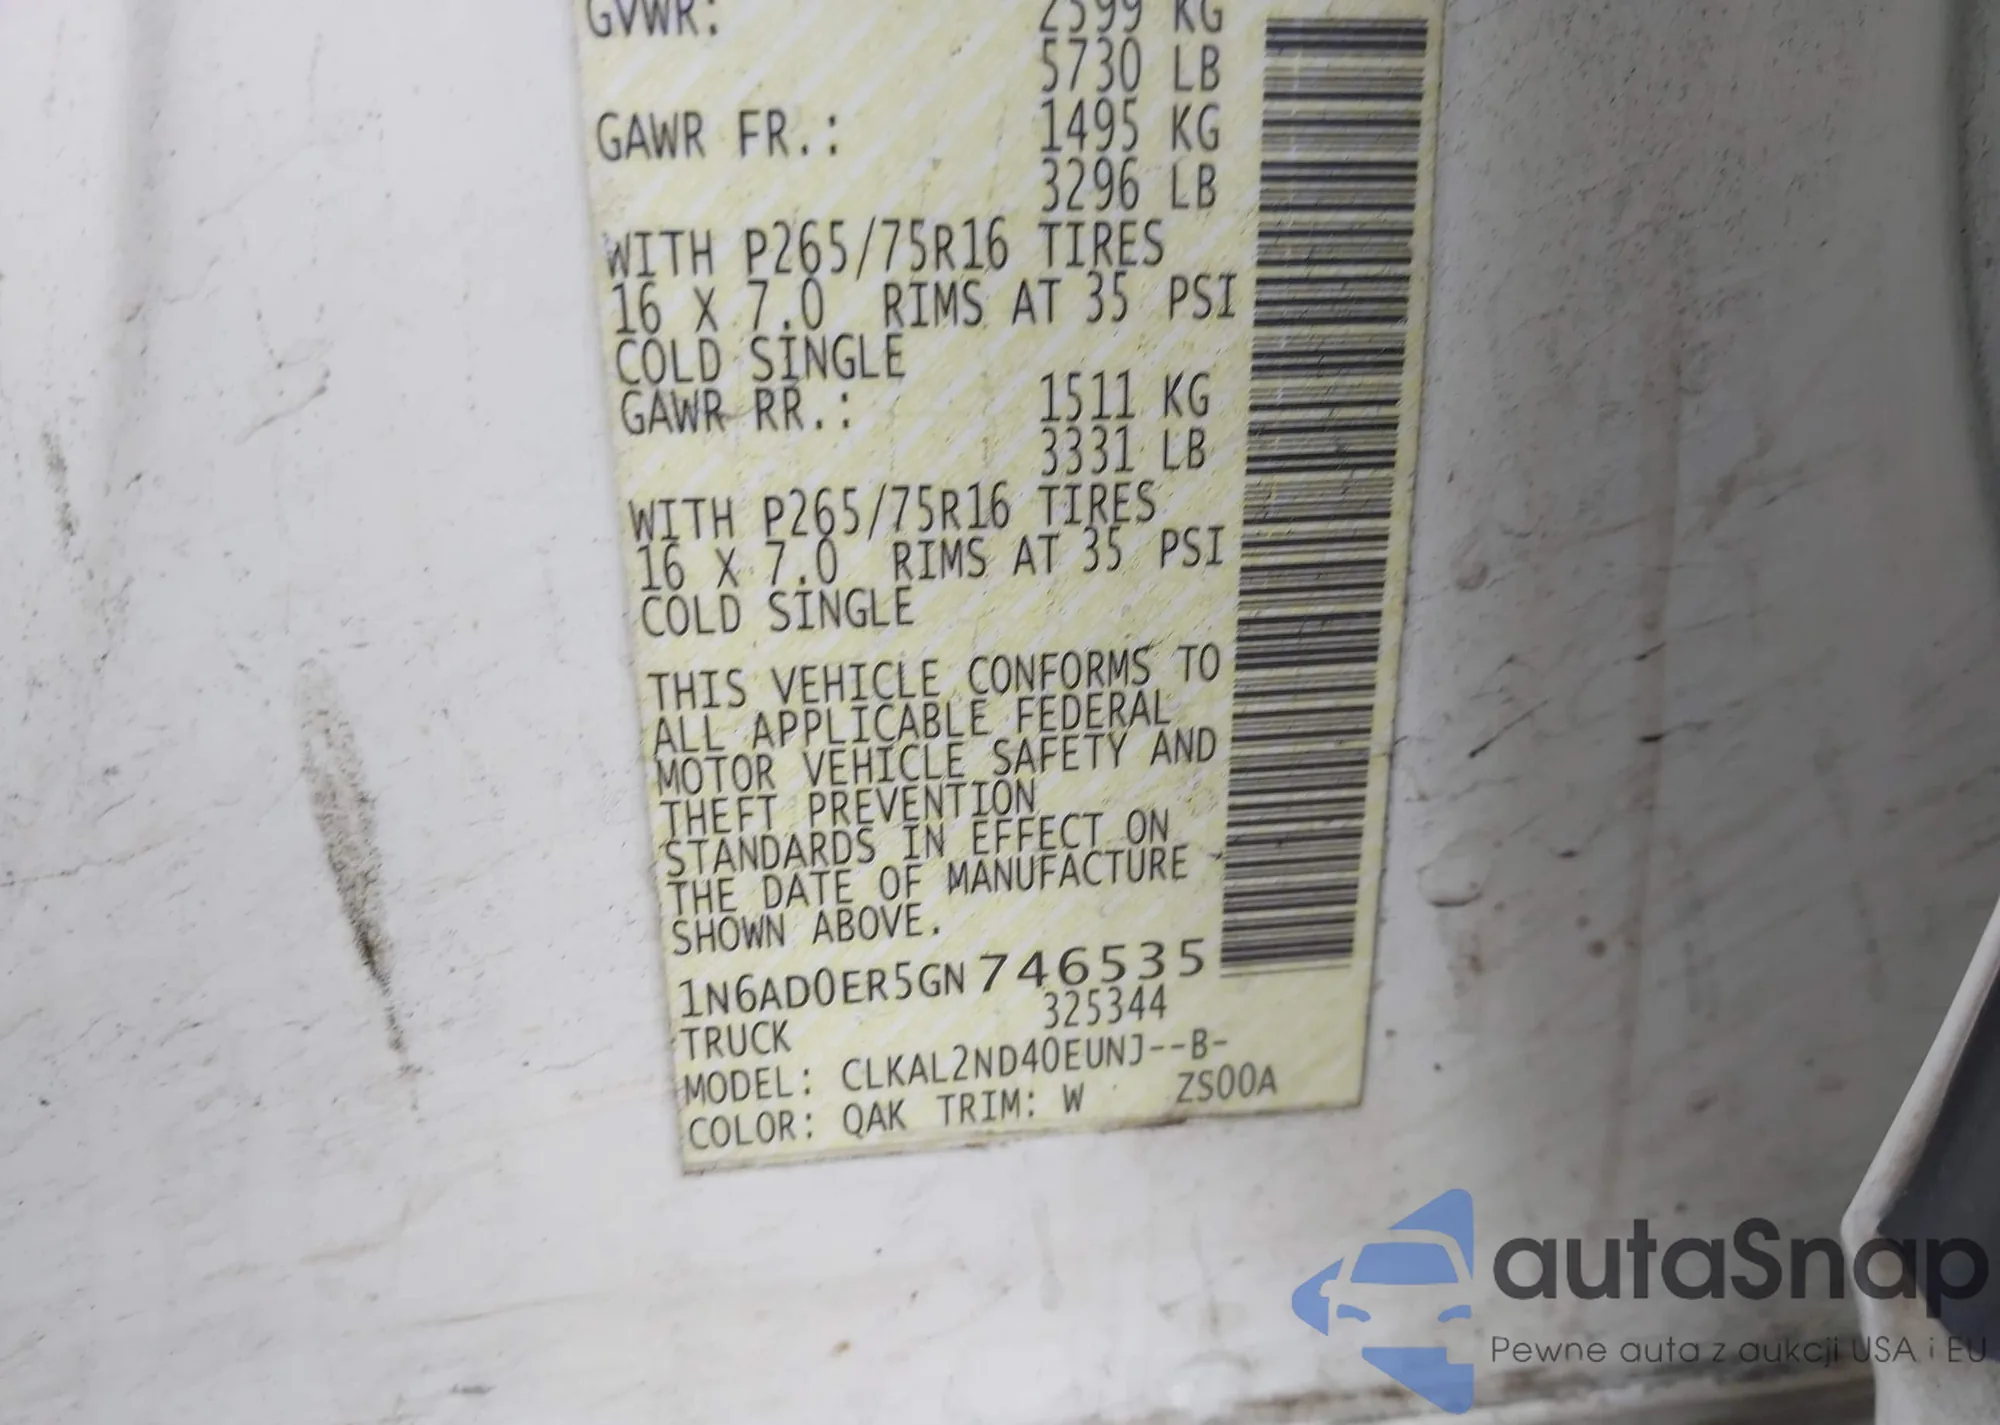 GVWR: 2599 KG
5730 LB
GAWR FR.: 1495 KG
3296 LB
WITH P265/75R16 TIRES
16 X 7.0 RIMS AT 35 PSI
COLD SINGLE
GAWR RR.: 1511 KG
3331 LB
WITH P265/75R16 TIRES
16 X 7.0 RIMS AT 35 PSI
COLD SINGLE
THIS VEHICLE CONFORMS TO
ALL APPLICABLE FEDERAL
MOTOR VEHICLE SAFETY AND
THEFT PREVENTION
STANDARDS IN EFFECT ON
THE DATE OF MANUFACTURE
SHOWN ABOVE.
1N6AD0ER5GN746535
325344
TRUCK
MODEL: CLKAL2ND40EUNJ--B-
COLOR: QAK TRIM: W ZS00A
autaSnap
Pewne auta z aukcji USA i EU